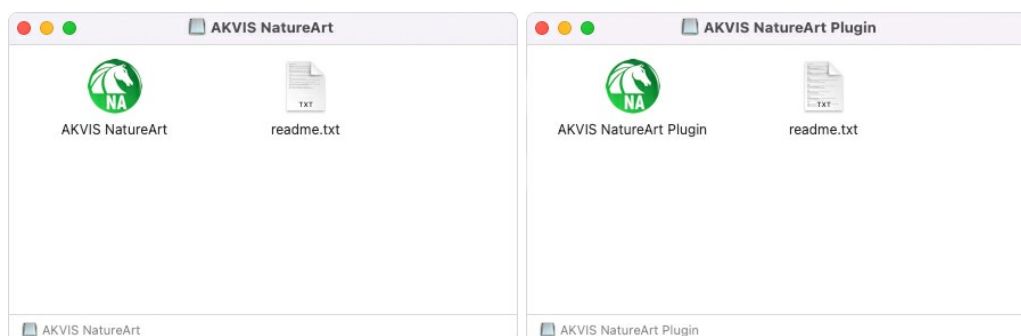 AKVIS NatureArt
NA
AKVIS NatureArt
TXT
readme.txt
AKVIS NatureArt
AKVIS NatureArt Plugin
NA
AKVIS NatureArt Plugin
TXT
readme.txt
AKVIS NatureArt Plugin